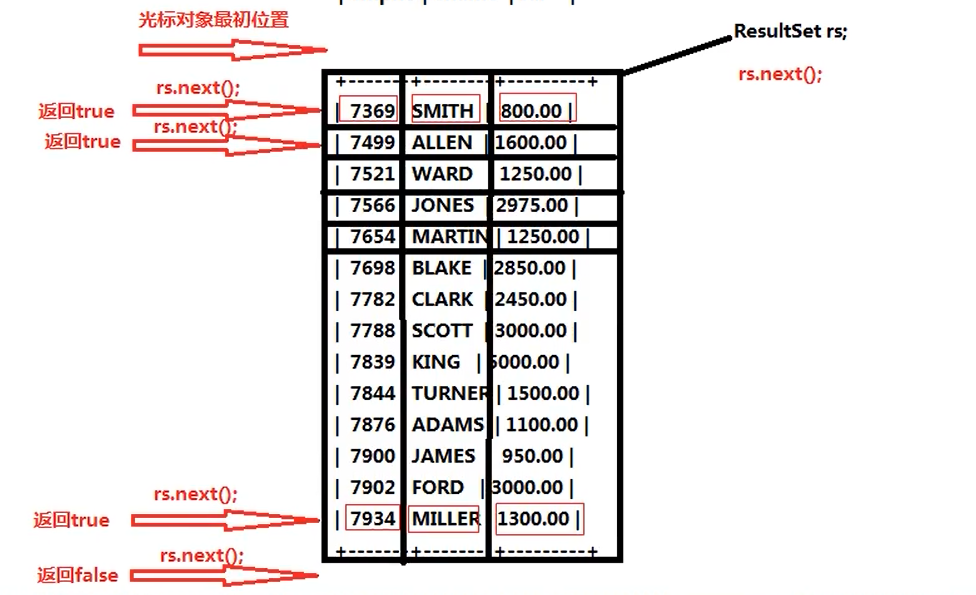 光标对象最初位置
ResultSet rs;
rs.next();
+-------+--------+---------+
rs.next();
返回true
| 7369 SMITH | 800.00 |
rs.next();
返回true
| 7499 ALLEN | 1600.00 |
| 7521 WARD 1250.00 |
| 7566 JONES | 2975.00 |
| 7654 MARTIN | 1250.00 |
| 7698 BLAKE | 2850.00 |
| 7782 CLARK | 2450.00 |
| 7788 SCOTT | 3000.00 |
| 7839 KING | 5000.00 |
| 7844 TURNER | 1500.00 |
| 7876 ADAMS | 1100.00 |
| 7900 JAMES 950.00 |
| 7902 FORD | 3000.00 |
rs.next();
返回true
| 7934 MILLER 1300.00 |
rs.next();
+-------+--------+---------+
返回false